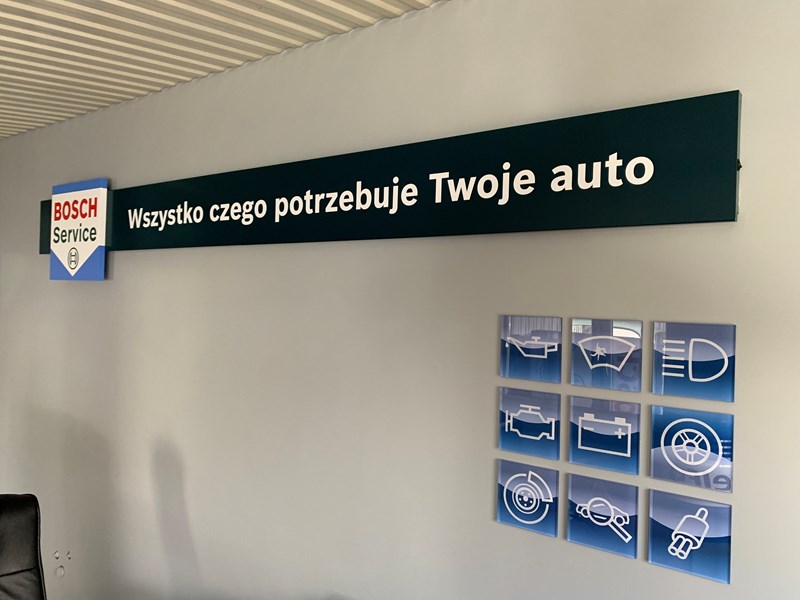 BOSCH
Service
Wszystko czego potrzebuje Twoje auto